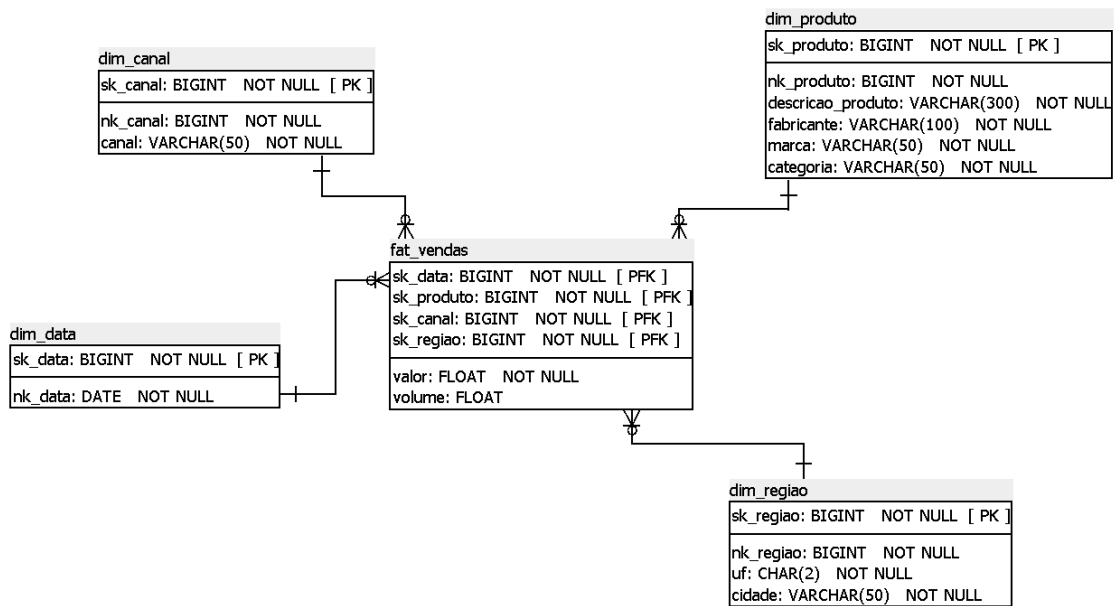 dim_canal
sk_canal: BIGINT NOT NULL [ PK ]
nk_canal: BIGINT NOT NULL
canal: VARCHAR(50) NOT NULL
dim_produto
sk_produto: BIGINT NOT NULL [ PK ]
nk_produto: BIGINT NOT NULL
descricao_produto: VARCHAR(300) NOT NULL
fabricante: VARCHAR(100) NOT NULL
marca: VARCHAR(50) NOT NULL
categoria: VARCHAR(50) NOT NULL
fat_vendas
sk_data: BIGINT NOT NULL [ PFK ]
sk_produto: BIGINT NOT NULL [ PFK ]
sk_canal: BIGINT NOT NULL [ PFK ]
sk_regiao: BIGINT NOT NULL [ PFK ]
valor: FLOAT NOT NULL
volume: FLOAT
dim_data
sk_data: BIGINT NOT NULL [ PK ]
nk_data: DATE NOT NULL
dim_regiao
sk_regiao: BIGINT NOT NULL [ PK ]
nk_regiao: BIGINT NOT NULL
uf: CHAR(2) NOT NULL
cidade: VARCHAR(50) NOT NULL